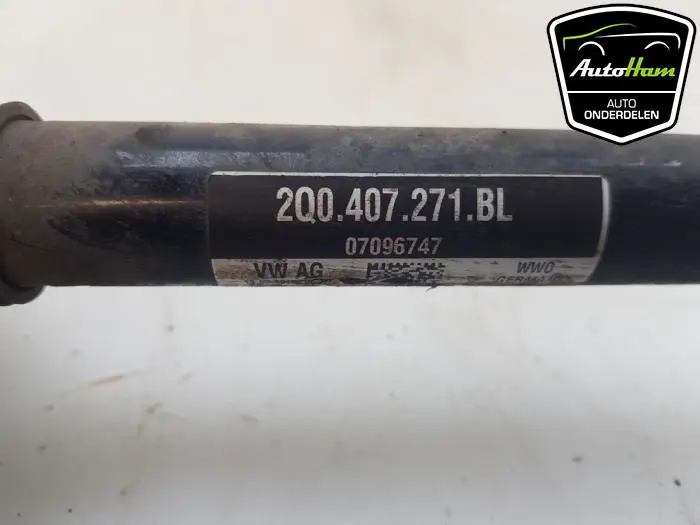 AutoHam
AUTO
ONDERDELEN
2Q0.407.271.BL
07096747
VW AG
WWO